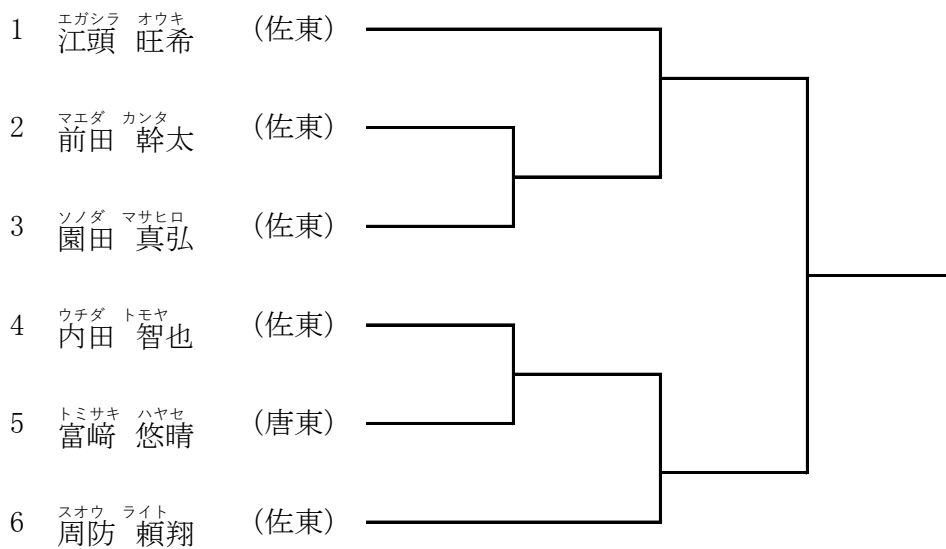 エガシラ オウキ
1 江頭 旺希 (佐東)
マエダ カンタ
2 前田 幹太 (佐東)
ソノダ マサヒロ
3 園田 真弘 (佐東)
ウチダ トモヤ
4 内田 智也 (佐東)
トミサキ ハヤセ
5 富﨑 悠晴 (唐東)
スオウ ライト
6 周防 頼翔 (佐東)